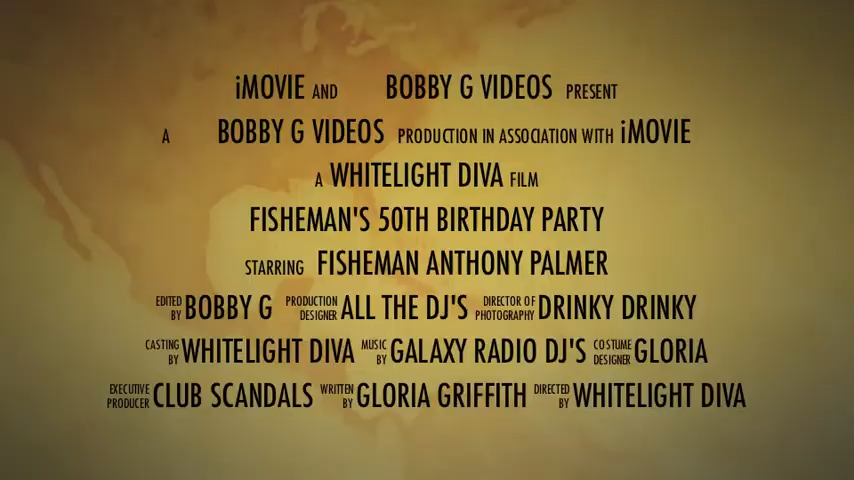 iMOVIE AND BOBBY G VIDEOS PRESENT
A BOBBY G VIDEOS PRODUCTION IN ASSOCIATION WITH iMOVIE
A WHITELIGHT DIVA FILM
FISHEMAN'S 50TH BIRTHDAY PARTY
STARRING FISHEMAN ANTHONY PALMER
EDITED BY BOBBY G PRODUCTION DESIGNER ALL THE DJ'S DIRECTOR OF PHOTOGRAPHY DRINKY DRINKY
CASTING BY WHITELIGHT DIVA MUSIC BY GALAXY RADIO DJ'S COSTUME DESIGNER GLORIA
EXECUTIVE PRODUCER CLUB SCANDALS WRITTEN BY GLORIA GRIFFITH DIRECTED BY WHITELIGHT DIVA